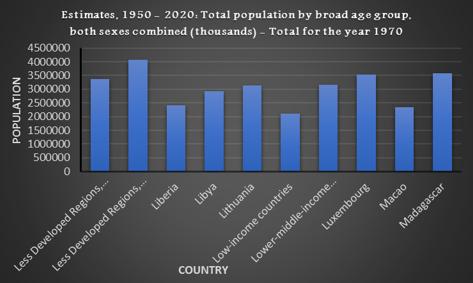 Estimates, 1950 - 2020: Total population by broad age group,
both sexes combined (thousands) - Total for the year 1970
POPULATION
4500000
4000000
3500000
3000000
2500000
2000000
1500000
1000000
500000
0
Less Developed Regions,...
Less Developed Regions,...
Liberia
Libya
Lithuania
Low-income countries
Lower-middle-income...
Luxembourg
Macao
Madagascar
COUNTRY